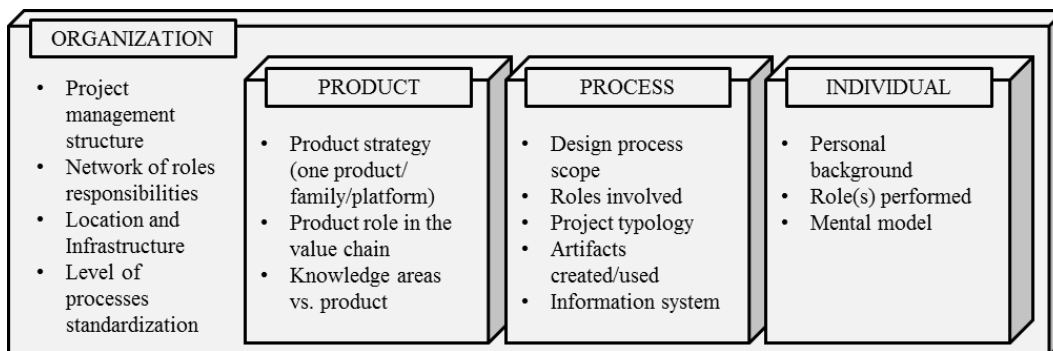 ORGANIZATION
• Project
management
structure
• Network of roles
responsibilities
• Location and
Infrastructure
• Level of
processes
standardization
PRODUCT
• Product strategy
(one product/
family/platform)
• Product role in the
value chain
• Knowledge areas
vs. product
PROCESS
• Design process
scope
• Roles involved
• Project typology
• Artifacts
created/used
• Information system
INDIVIDUAL
• Personal
background
• Role(s) performed
• Mental model